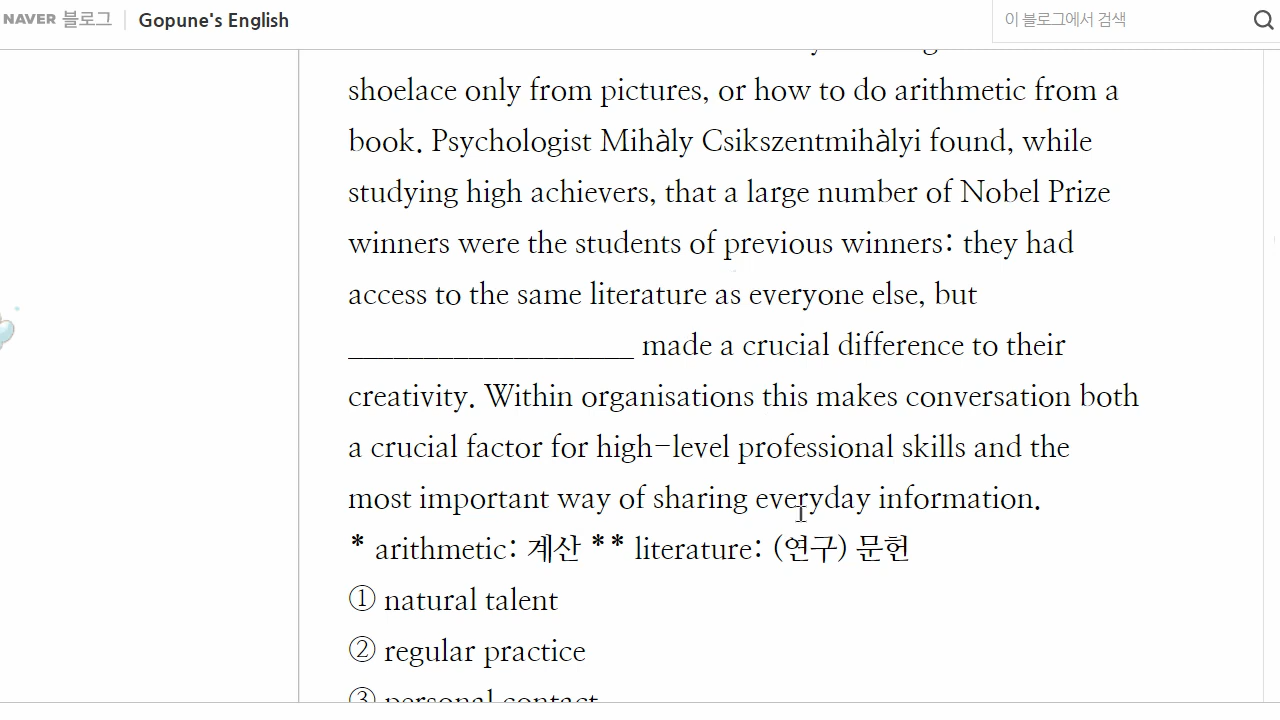 NAVER 블로그 Gopune's English 이 블로그에서 검색
shoelace only from pictures, or how to do arithmetic from a
book. Psychologist Mihàly Csikszentmihàlyi found, while
studying high achievers, that a large number of Nobel Prize
winners were the students of previous winners: they had
access to the same literature as everyone else, but
___________________ made a crucial difference to their
creativity. Within organisations this makes conversation both
a crucial factor for high-level professional skills and the
most important way of sharing everyday information.
* arithmetic: 계산 ** literature: (연구) 문헌
① natural talent
② regular practice
③ personal contact